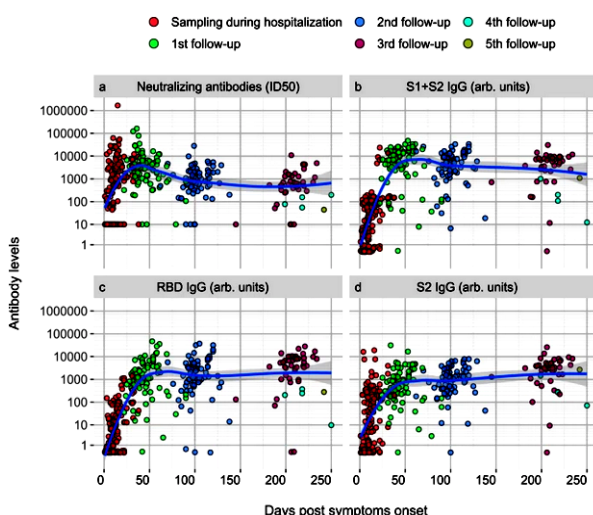 Sampling during hospitalization 2nd follow-up 4th follow-up
1st follow-up 3rd follow-up 5th follow-up
a Neutralizing antibodies (ID50)
b S1+S2 IgG (arb. units)
1000000
100000
10000
1000
100
10
1
c RBD IgG (arb. units)
d S2 IgG (arb. units)
1000000
100000
10000
1000
100
10
1
0 50 100 150 200 250
0 50 100 150 200 250
Antibody levels
Days post symptoms onset